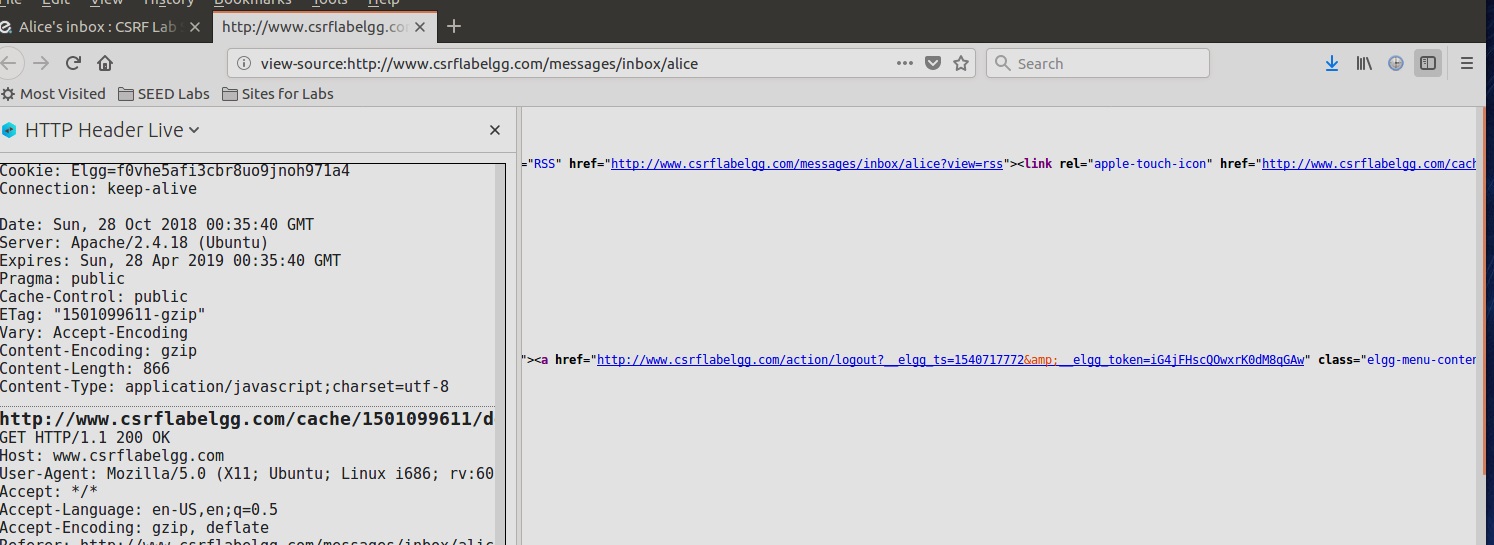 File Edit View History Bookmarks Tools Help
Alice's inbox : CSRF Lab S
http://www.csrflabelgg.co
view-source:http://www.csrflabelgg.com/messages/inbox/alice
Search
Most Visited SEED Labs Sites for Labs
HTTP Header Live
Cookie: Elgg=f0vhe5afi3cbr8uo9jnoh971a4
Connection: keep-alive
Date: Sun, 28 Oct 2018 00:35:40 GMT
Server: Apache/2.4.18 (Ubuntu)
Expires: Sun, 28 Apr 2019 00:35:40 GMT
Pragma: public
Cache-Control: public
ETag: "1501099611-gzip"
Vary: Accept-Encoding
Content-Encoding: gzip
Content-Length: 866
Content-Type: application/javascript;charset=utf-8
http://www.csrflabelgg.com/cache/1501099611/d
GET HTTP/1.1 200 OK
Host: www.csrflabelgg.com
User-Agent: Mozilla/5.0 (X11; Ubuntu; Linux i686; rv:60
Accept: */*
Accept-Language: en-US,en;q=0.5
Accept-Encoding: gzip, deflate
Referer: http://www.csrflabelgg.com/messages/inbox/alic
="RSS" href="http://www.csrflabelgg.com/messages/inbox/alice?view=rss"><link rel="apple-touch-icon" href="http://www.csrflabelgg.com/cach
"><a href="http://www.csrflabelgg.com/action/logout?__elgg_ts=1540717772&amp;__elgg_token=iG4jFHscQOwxrK0dM8qGAw" class="elgg-menu-conten